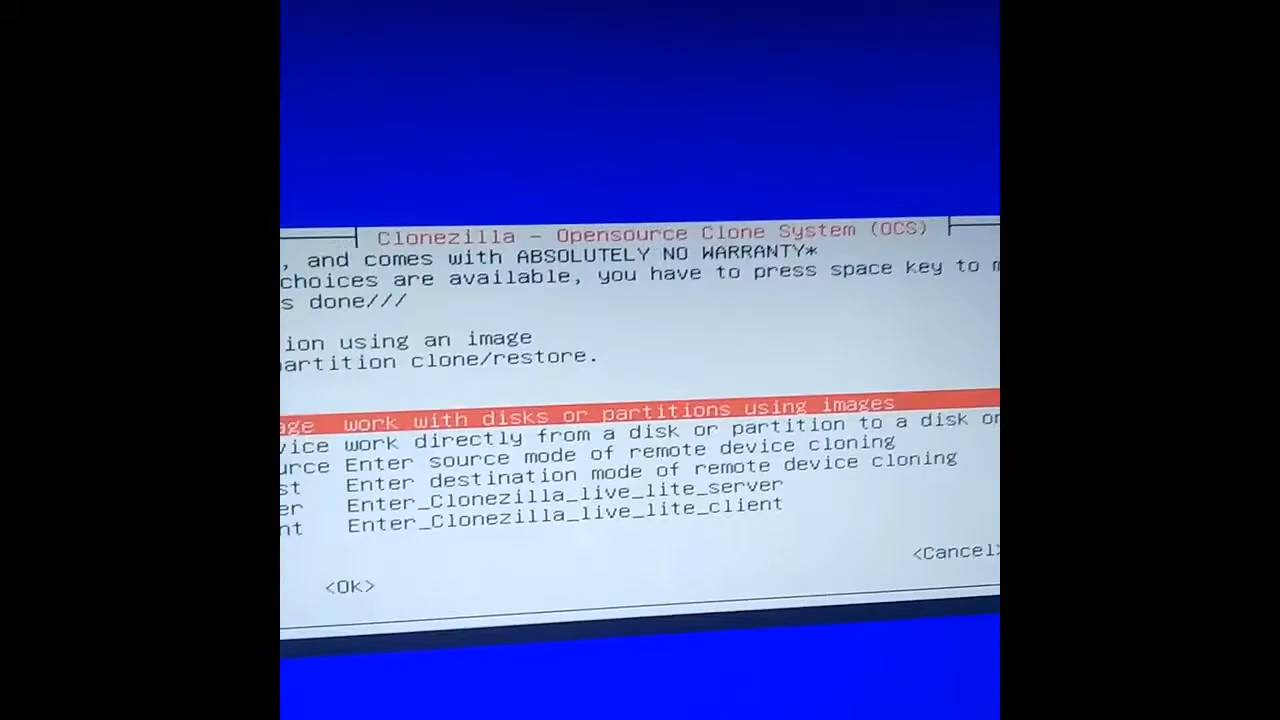 Clonezilla - Opensource Clone System (OCS)
, and comes with ABSOLUTELY NO WARRANTY*
choices are available, you have to press space key to m
s done///
ion using an image
partition clone/restore.
age work with disks or partitions using images
vice work directly from a disk or partition to a disk or
urce Enter source mode of remote device cloning
st Enter destination mode of remote device cloning
er Enter_Clonezilla_live_lite_server
nt Enter_Clonezilla_live_lite_client
<Ok> <Cancel>